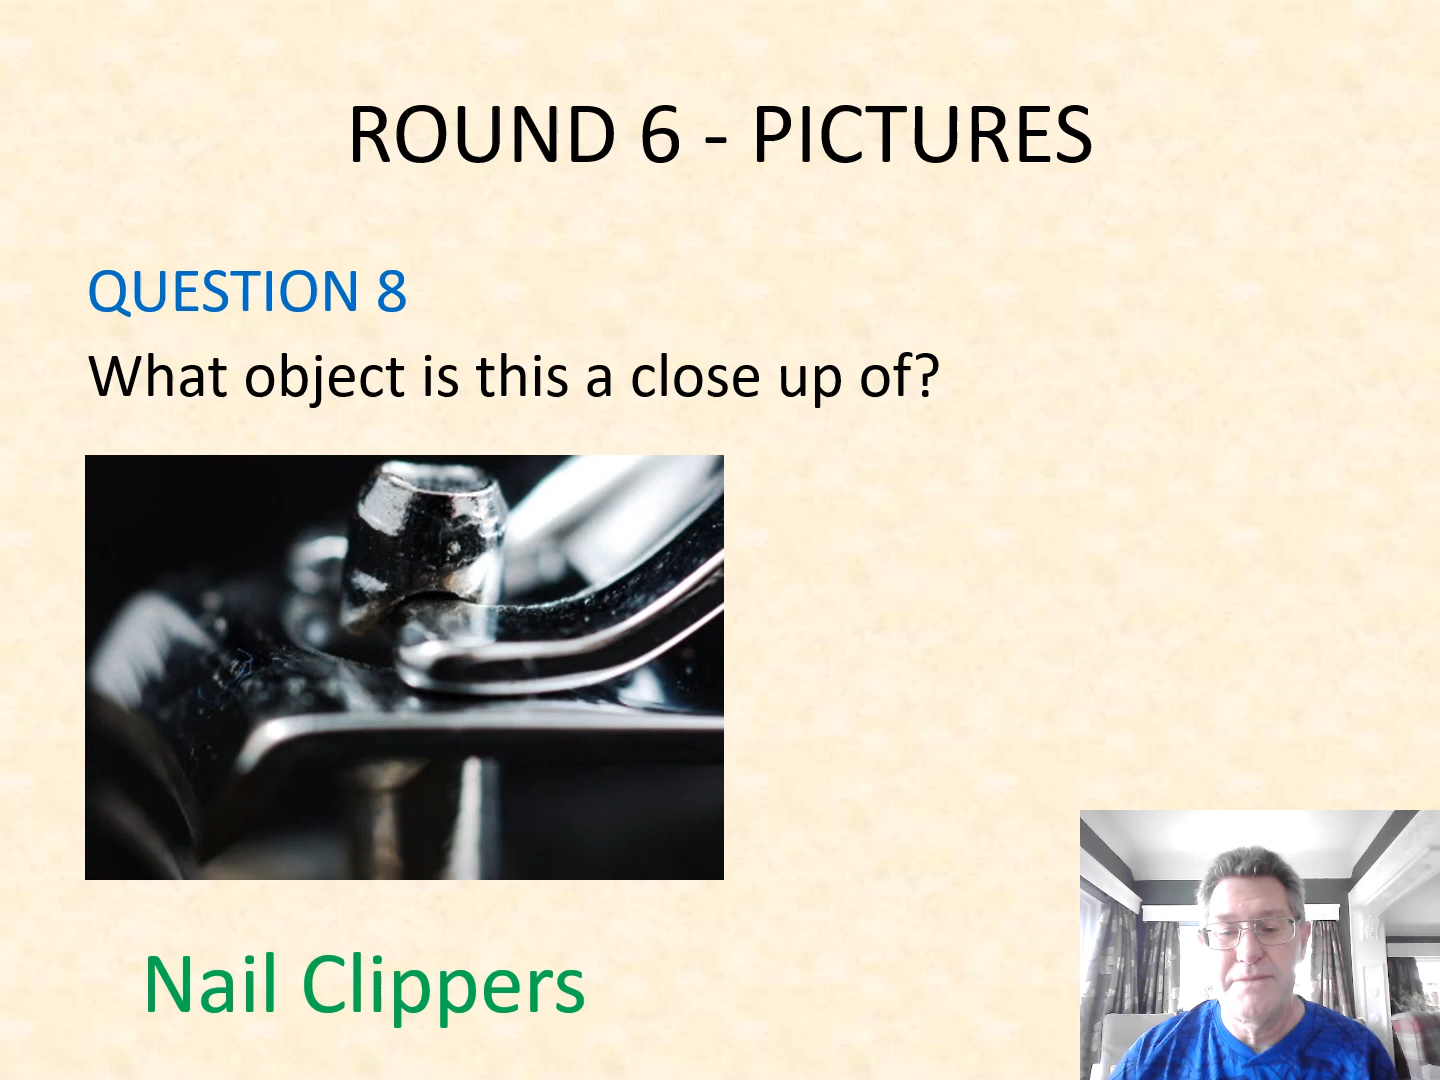 ROUND 6 - PICTURES
QUESTION 8
What object is this a close up of?
Nail Clippers